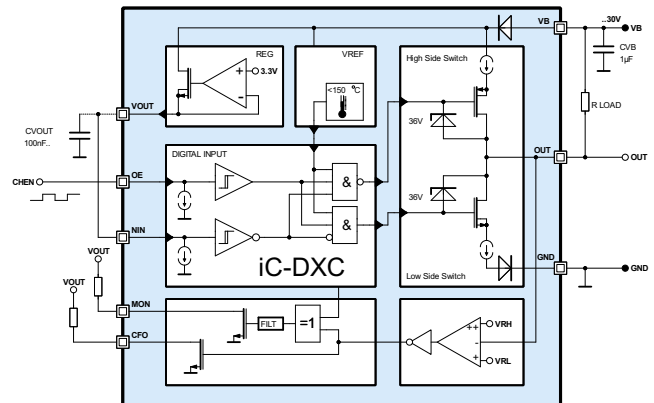 VB
..30V
VB
REG
VREF
High Side Switch
CVB
1µF
+
3.3V
-
<150 °C
VOUT
R LOAD
CVOUT
100nF..
36V
OUT
OUT
DIGITAL INPUT
CHEN
OE
&
36V
&
NIN
VOUT
iC-DXC
GND
GND
Low Side Switch
VOUT
MON
FILT
=1
CFO
++
VRH
-
+
VRL